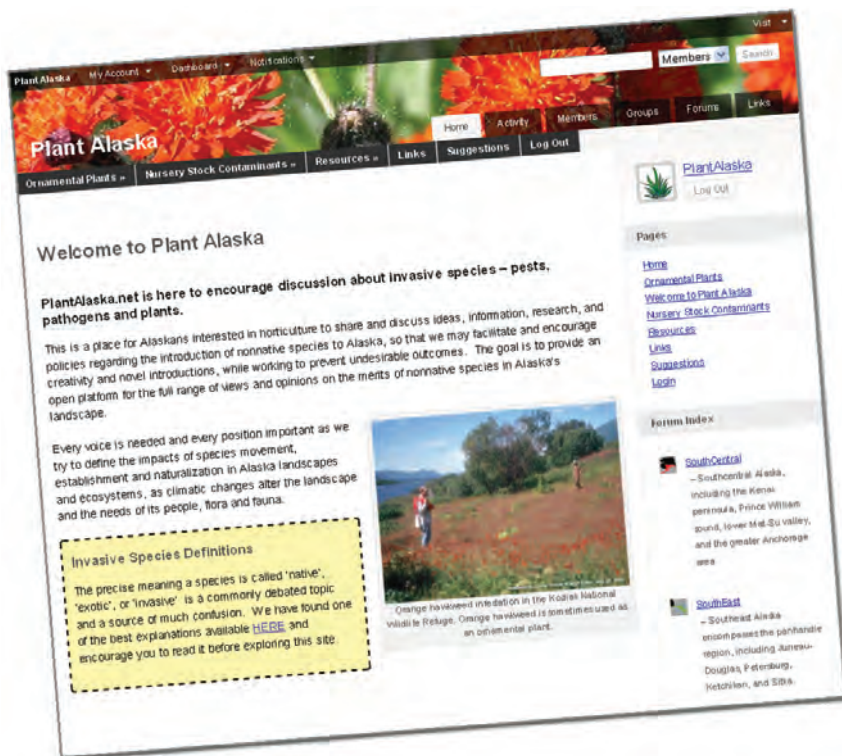 PlantAlaska My Account Dashboard Notifications Visit
Members Search
Plant Alaska
Home Activity Members Groups Forums Links
Ornamental Plants » Nursery Stock Contaminants » Resources » Links Suggestions Log Out
Welcome to Plant Alaska
PlantAlaska.net is here to encourage discussion about invasive species – pests,
pathogens and plants.
This is a place for Alaskans interested in horticulture to share and discuss ideas, information, research, and
policies regarding the introduction of nonnative species to Alaska, so that we may facilitate and encourage
creativity and novel introductions, while working to prevent undesirable outcomes. The goal is to provide an
open platform for the full range of views and opinions on the merits of nonnative species in Alaska's
landscape.
Every voice is needed and every position important as we
try to define the impacts of species movement,
establishment and naturalization in Alaska landscapes
and ecosystems, as climatic changes alter the landscape
and the needs of its people, flora and fauna.
Invasive Species Definitions
The precise meaning a species is called 'native',
'exotic', or 'invasive' is a commonly debated topic
and a source of much confusion. We have found one
of the best explanations available HERE and
encourage you to read it before exploring this site
Orange hawkweed infestation in the Kodiak National
Wildlife Refuge. Orange hawkweed is sometimes used as
an ornamental plant.
PlantAlaska
Log Out
Pages
Home
Ornamental Plants
Welcome to Plant Alaska
Nursery Stock Contaminants
Resources
Links
Suggestions
Login
Forum Index
SouthCentral
– Southcentral Alaska,
including the Kenai
peninsula, Prince William
sound, lower Mat-Su valley,
and the greater Anchorage
area
SouthEast
– Southeast Alaska
encompasses the panhandle
region, including Juneau-
Douglas, Petersburg,
Ketchikan, and Sitka.